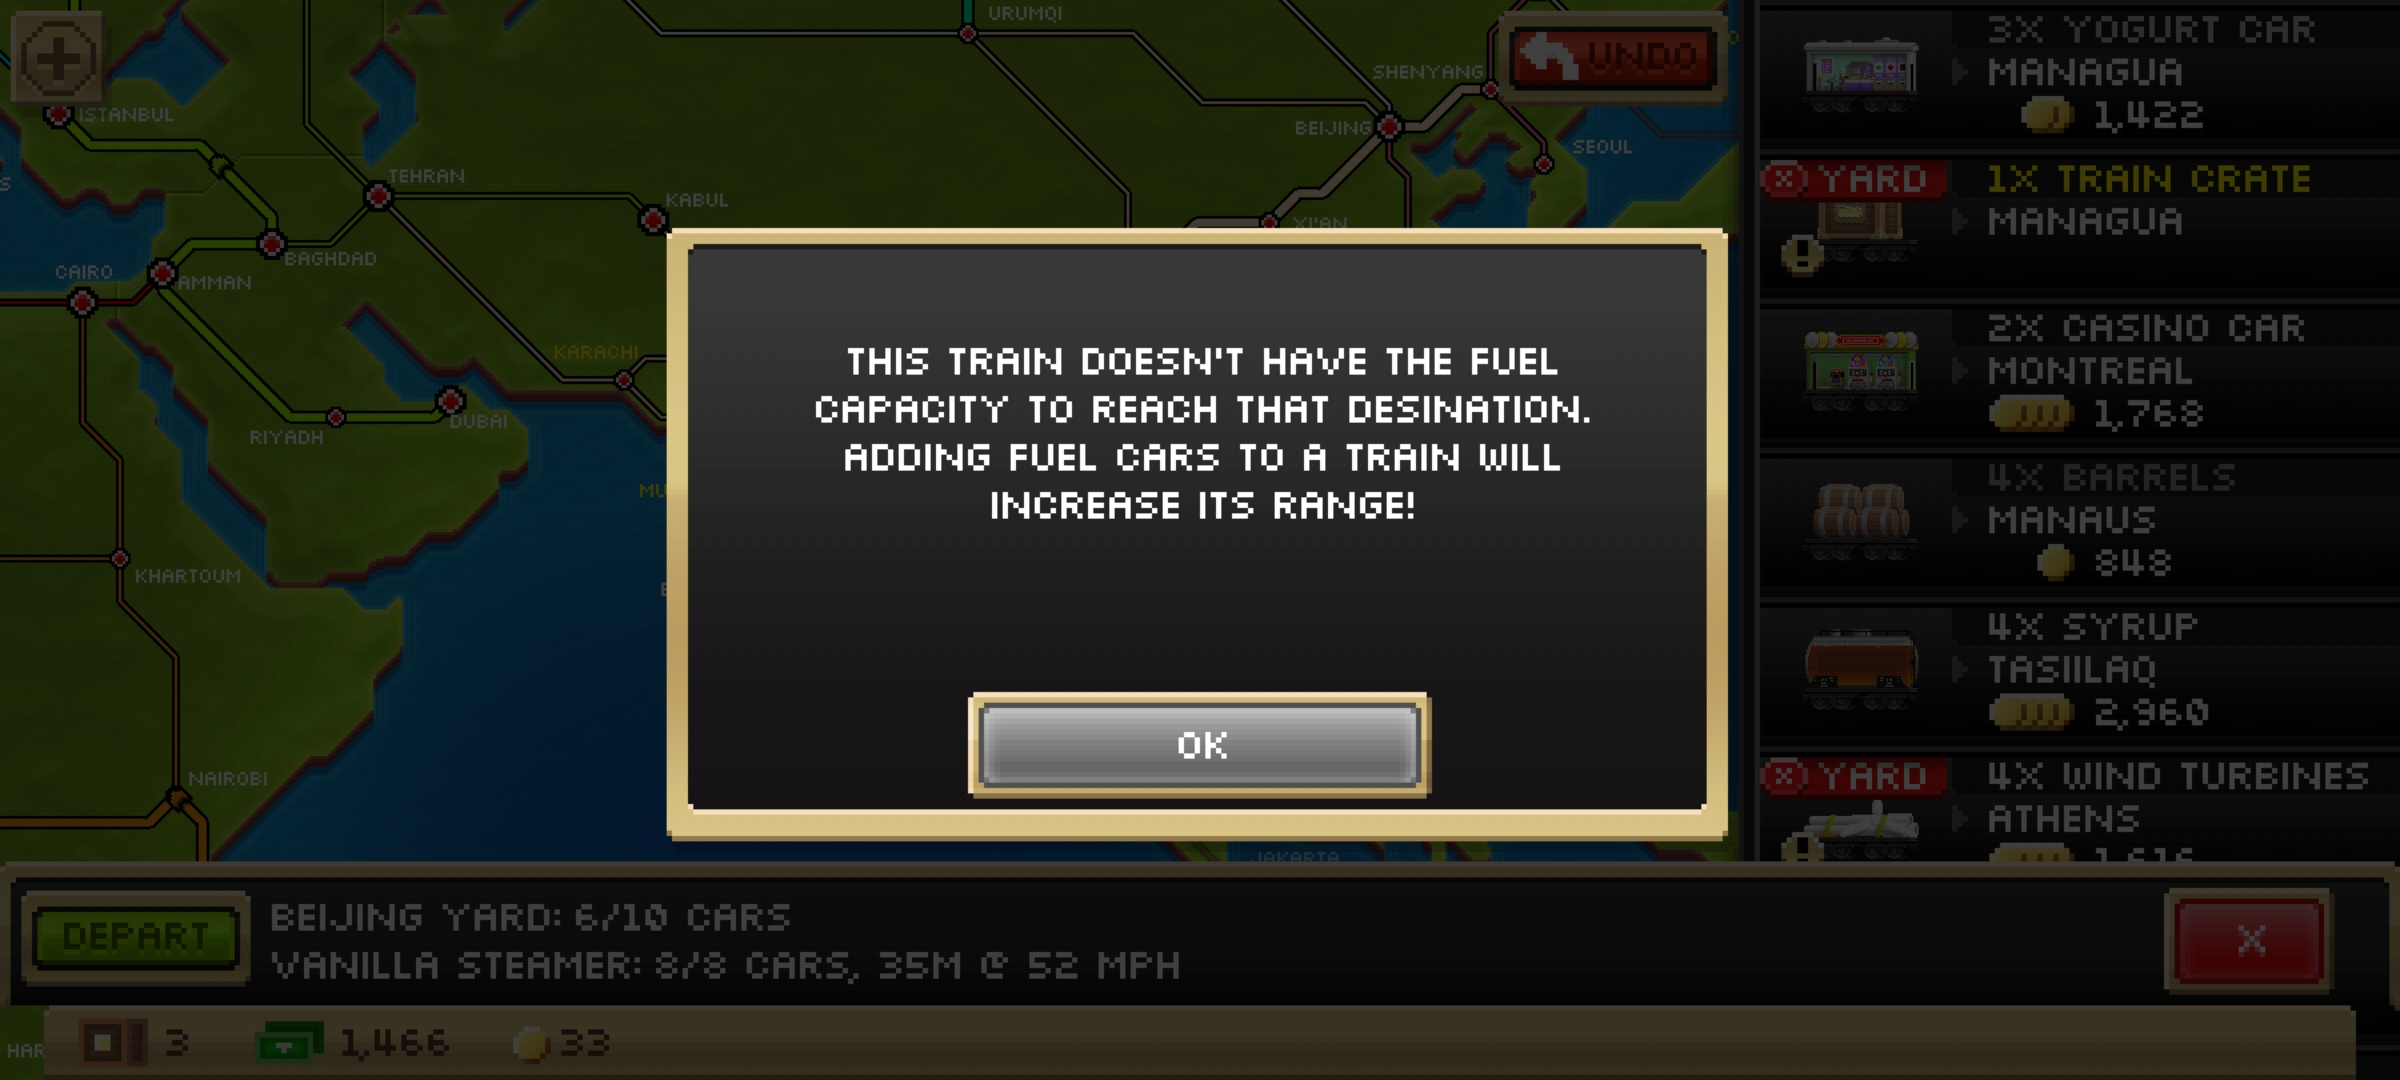 URUMQI
UNDO
SHENYANG
BEIJING
SEOUL
ISTANBUL
TEHRAN
KABUL
XI'AN
BAGHDAD
CAIRO
AMMAN
KARACHI
RIYADH
DUBAI
KHARTOUM
NAIROBI
JAKARTA
THIS TRAIN DOESN'T HAVE THE FUEL
CAPACITY TO REACH THAT DESINATION.
ADDING FUEL CARS TO A TRAIN WILL
INCREASE ITS RANGE!
OK
3X YOGURT CAR
MANAGUA
1,422
YARD
1X TRAIN CRATE
MANAGUA
2X CASINO CAR
MONTREAL
1,768
4X BARRELS
MANAUS
848
4X SYRUP
TASIILAQ
2,960
YARD
4X WIND TURBINES
ATHENS
1,616
DEPART
BEIJING YARD: 6/10 CARS
VANILLA STEAMER: 8/8 CARS, 35M @ 52 MPH
X
HAR
3
1,466
33